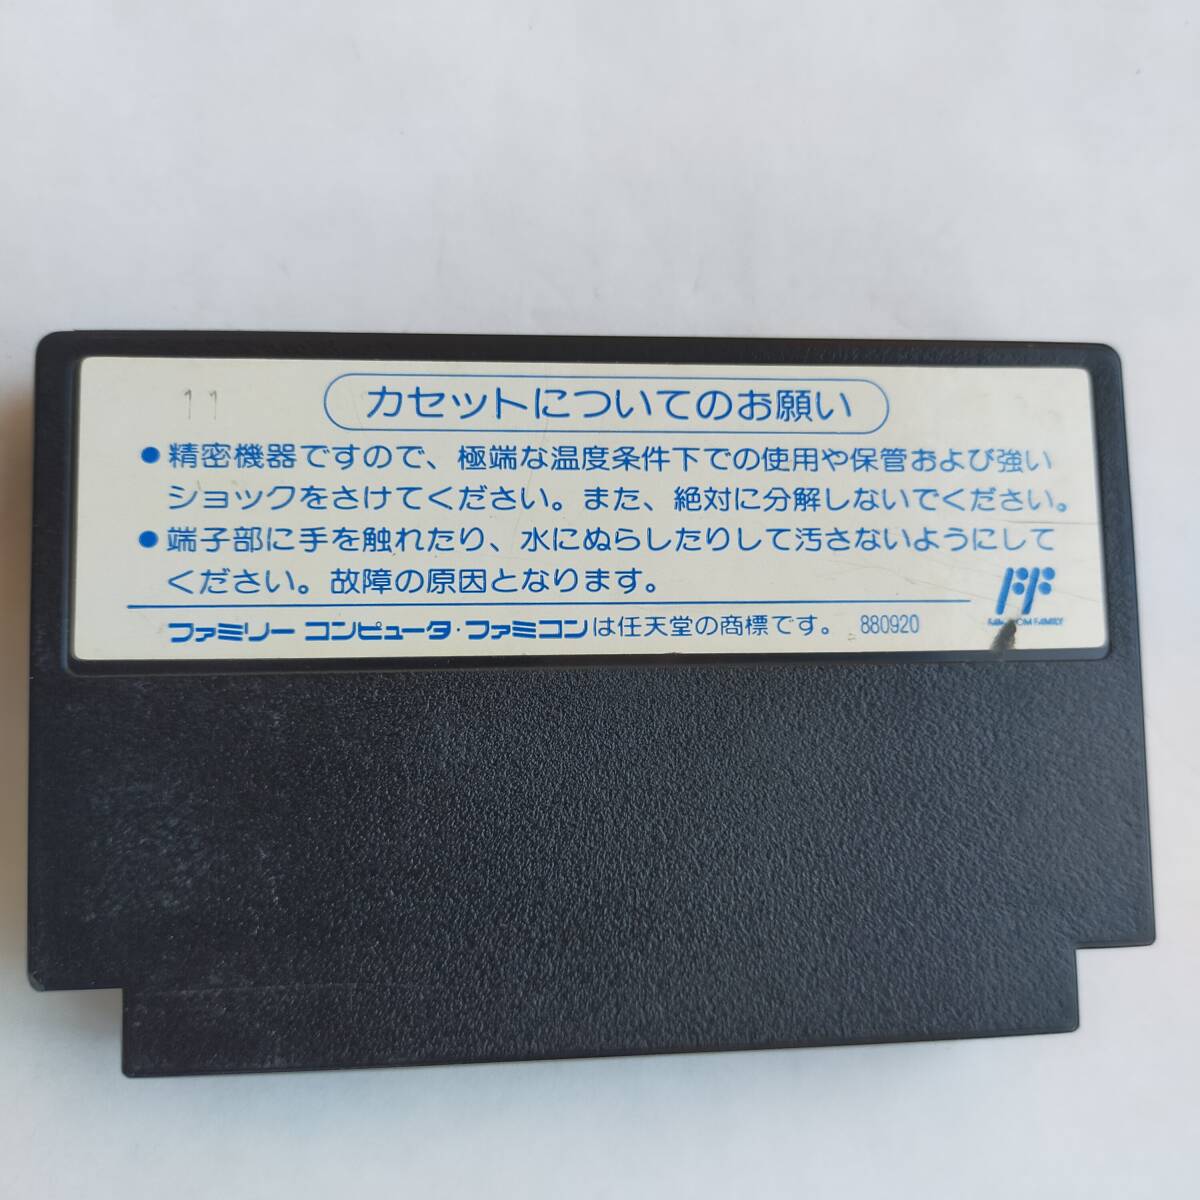 11
カセットについてのお願い
●精密機器ですので、極端な温度条件下での使用や保管および強い
ショックをさけてください。また、絶対に分解しないでください。
●端子部に手を触れたり、水にぬらしたりして汚さないようにして
ください。故障の原因となります。
ファミリー コンピュータ・ファミコンは任天堂の商標です。 880920
FAMILY